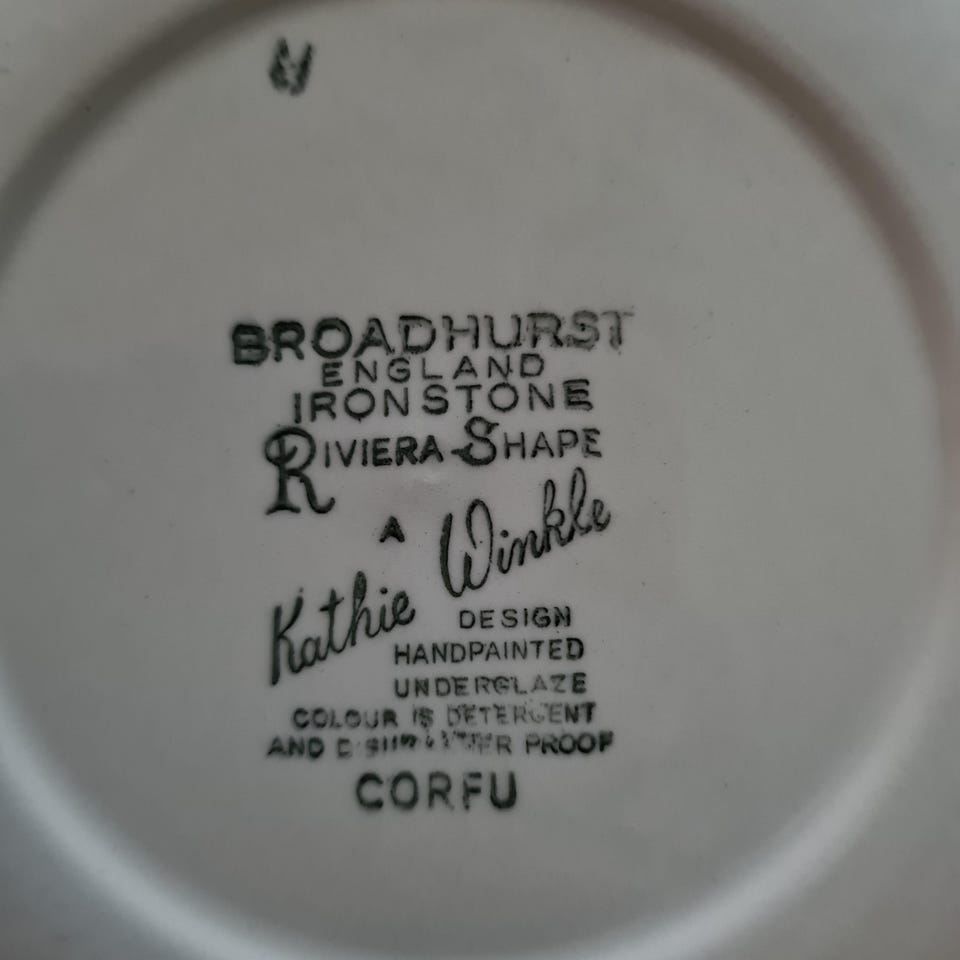 BROADHURST
ENGLAND
IRONSTONE
RIVIERA-SHAPE
A Kathie Winkle
DESIGN
HANDPAINTED
UNDERGLAZE
COLOUR IS DETERGENT
AND PROOF
CORFU